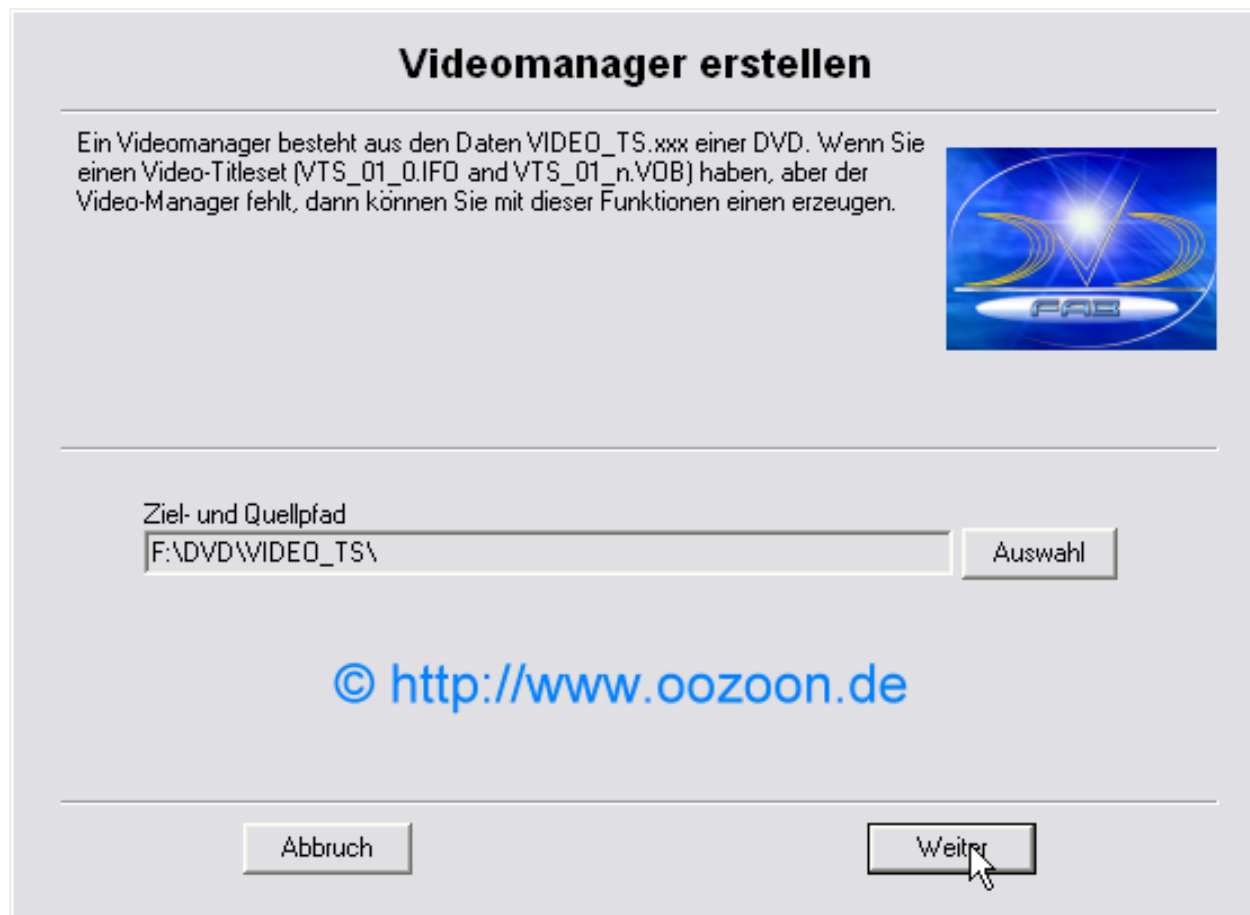 Videomanager erstellen
Ein Videomanager besteht aus den Daten VIDEO_TS.xxx einer DVD. Wenn Sie
einen Video-Titleset (VTS_01_0.IFO and VTS_01_n.VOB) haben, aber der
Video-Manager fehlt, dann können Sie mit dieser Funktionen einen erzeugen.
DVD
FAB
Ziel- und Quellpfad
F:\DVD\VIDEO_TS\
Auswahl
© http://www.oozoon.de
Abbruch
Weiter